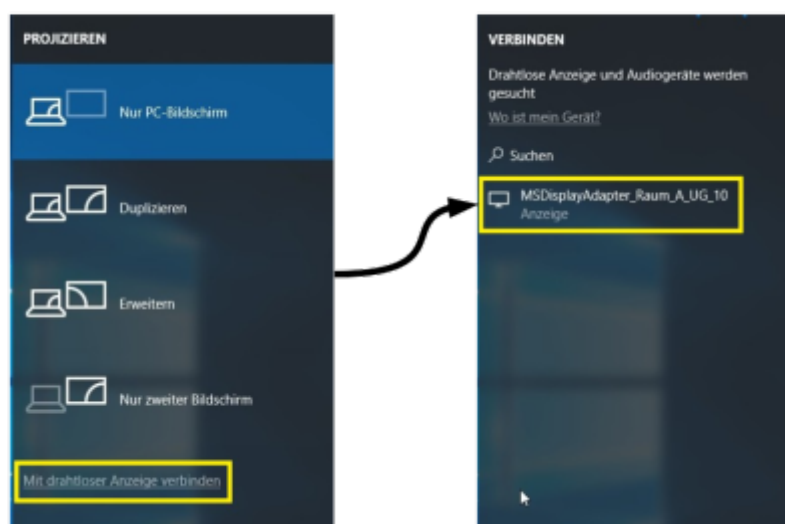 PROJIZIEREN
Nur PC-Bildschirm
Duplizieren
Erweitern
Nur zweiter Bildschirm
Mit drahtloser Anzeige verbinden
VERBINDEN
Drahtlose Anzeige und Audiogeräte werden
gesucht
Wo ist mein Gerät?
Suchen
MSDisplayAdapter_Raum_A_UG_10
Anzeige